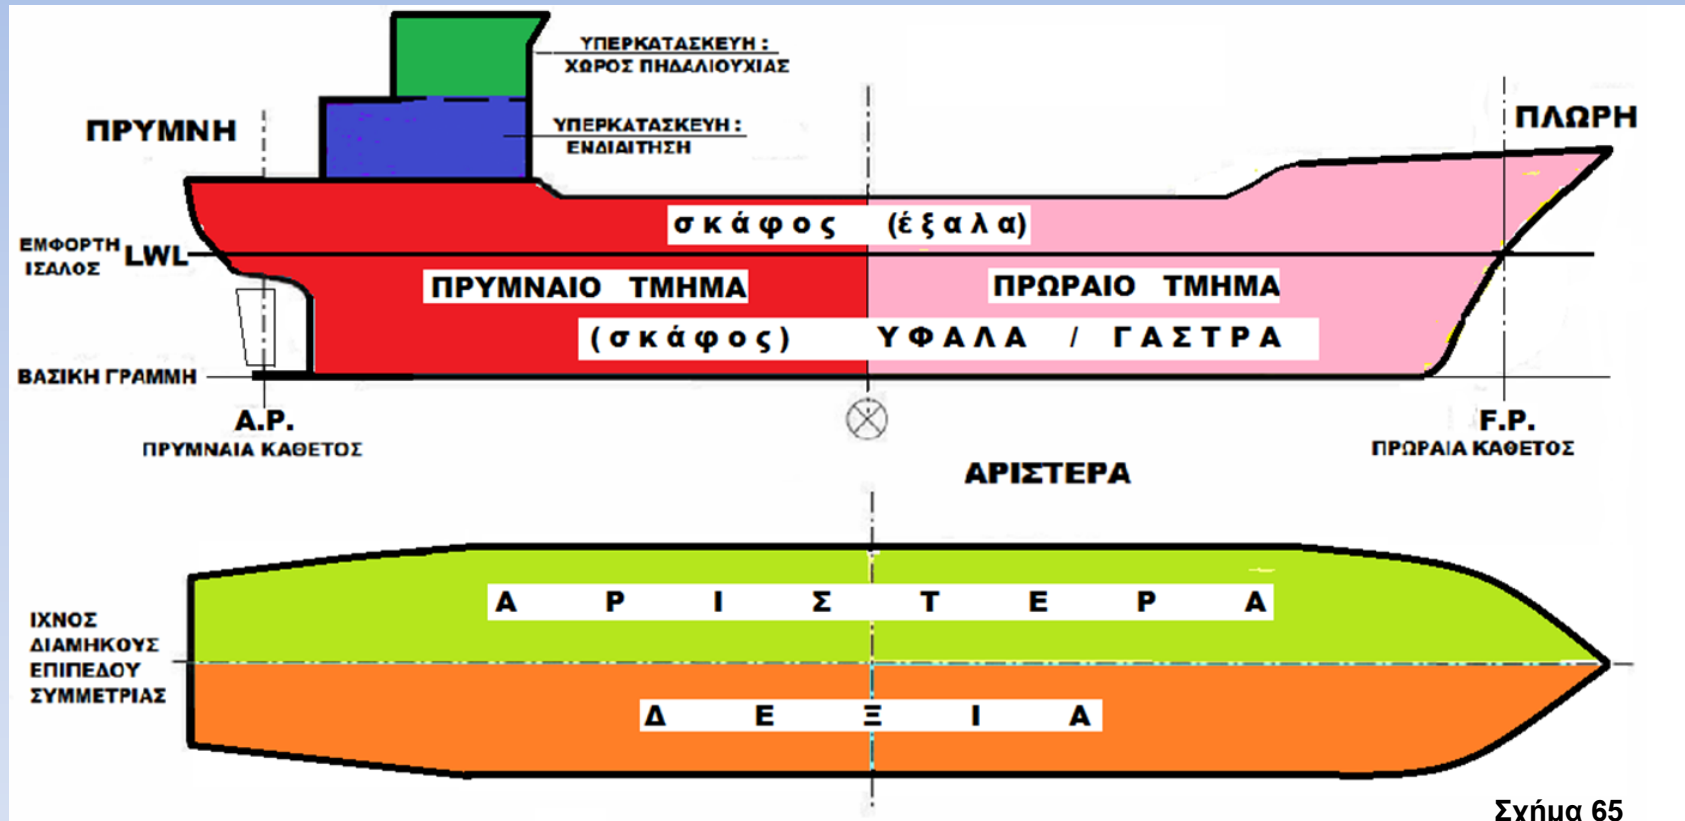 ΥΠΕΡΚΑΤΑΣΚΕΥΗ :
ΧΩΡΟΣ ΠΗΔΑΛΙΟΥΧΙΑΣ
ΠΡΥΜΝΗ
ΥΠΕΡΚΑΤΑΣΚΕΥΗ :
ΕΝΔΙΑΙΤΗΣΗ
ΠΛΩΡΗ
σκάφος (έξαλα)
ΕΜΦΟΡΤΗ
ΙΣΑΛΟΣ
LWL
ΠΡΥΜΝΑΙΟ ΤΜΗΜΑ
ΠΡΩΡΑΙΟ ΤΜΗΜΑ
(σκάφος) ΥΦΑΛΑ / ΓΑΣΤΡΑ
ΒΑΣΙΚΗ ΓΡΑΜΜΗ
A.P.
ΠΡΥΜΝΑΙΑ ΚΑΘΕΤΟΣ
F.P.
ΠΡΩΡΑΙΑ ΚΑΘΕΤΟΣ
ΑΡΙΣΤΕΡΑ
ΑΡΙΣΤΕΡΑ
ΙΧΝΟΣ
ΔΙΑΜΗΚΟΥΣ
ΕΠΙΠΕΔΟΥ
ΣΥΜΜΕΤΡΙΑΣ
ΔΕΞΙΑ
Σχήμα 65